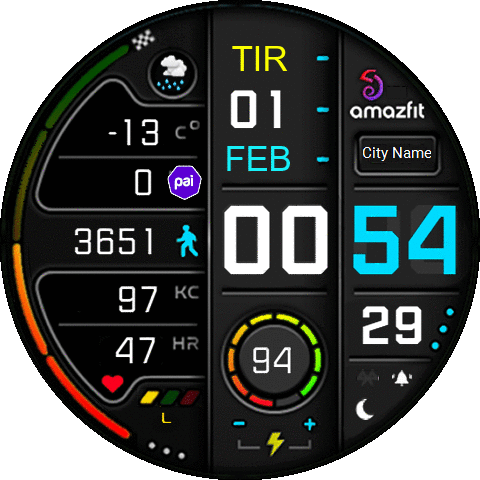 TIR
01
FEB
amazfit
City Name
-13 C°
0 pai
3651
97 KC
47 HR
L
00 54
29
94
- +